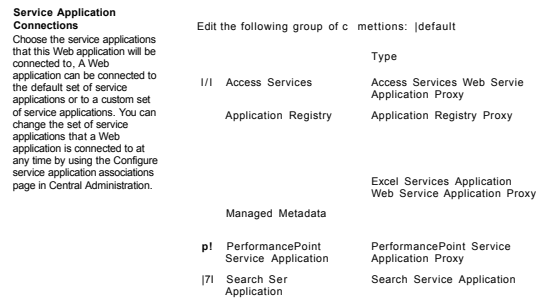 Service Application
Connections
Choose the service applications
that this Web application will be
connected to, A Web
application can be connected to
the default set of service
applications or to a custom set
of service applications. You can
change the set of service
applications that a Web
application is connected to at
any time by using the Configure
service application associations
page in Central Administration.
Edit the following group of c mettions: |default
Type
I/I Access Services Access Services Web Servie
Application Proxy
Application Registry Application Registry Proxy
Excel Services Application
Web Service Application Proxy
Managed Metadata
p! PerformancePoint PerformancePoint Service
Service Application Application Proxy
|7I Search Ser Search Service Application
Application